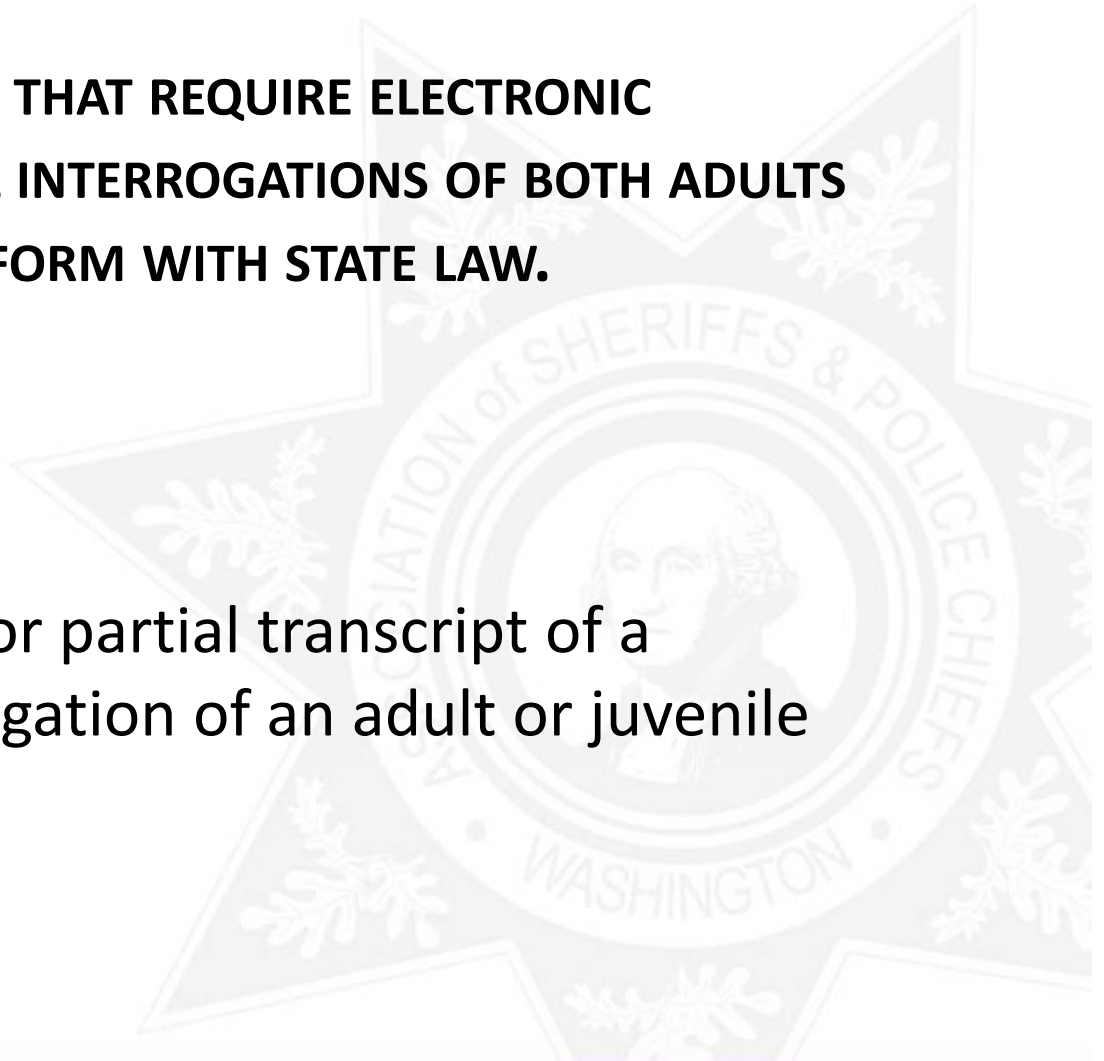 THAT REQUIRE ELECTRONIC
INTERROGATIONS OF BOTH ADULTS
FORM WITH STATE LAW.
ASSOCIATION of SHERIFFS & POLICE CHIEFS
or partial transcript of a
gation of an adult or juvenile
• WASHINGTON •